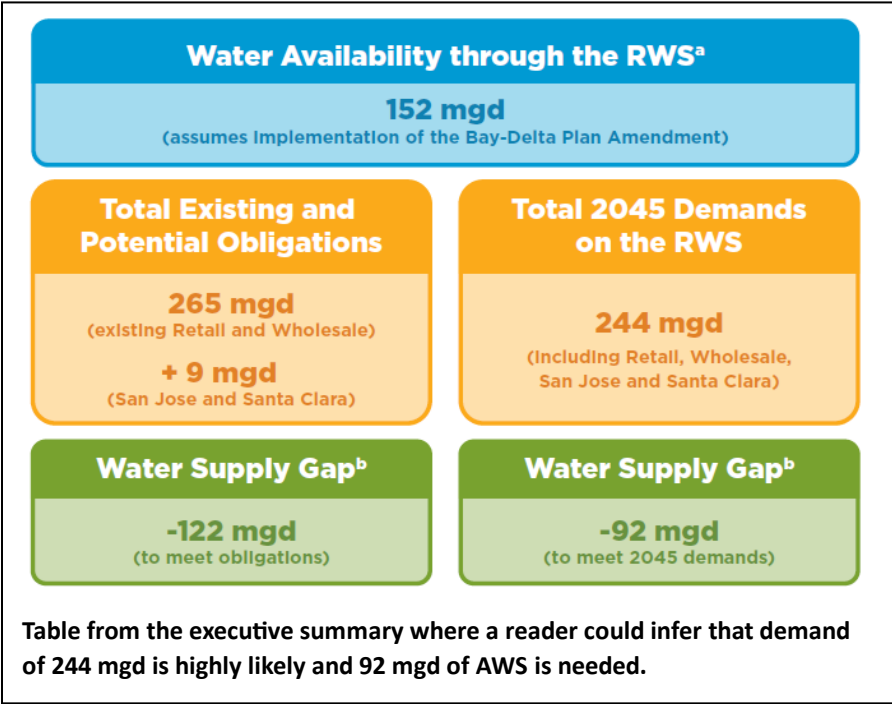 Water Availability through the RWSᵃ
152 mgd
(assumes Implementation of the Bay-Delta Plan Amendment)
Total Existing and
Potential Obligations
265 mgd
(existing Retail and Wholesale)
+ 9 mgd
(San Jose and Santa Clara)
Total 2045 Demands
on the RWS
244 mgd
(including Retail, Wholesale,
San Jose and Santa Clara)
Water Supply Gapᵇ
-122 mgd
(to meet obligations)
Water Supply Gapᵇ
-92 mgd
(to meet 2045 demands)
Table from the executive summary where a reader could infer that demand
of 244 mgd is highly likely and 92 mgd of AWS is needed.